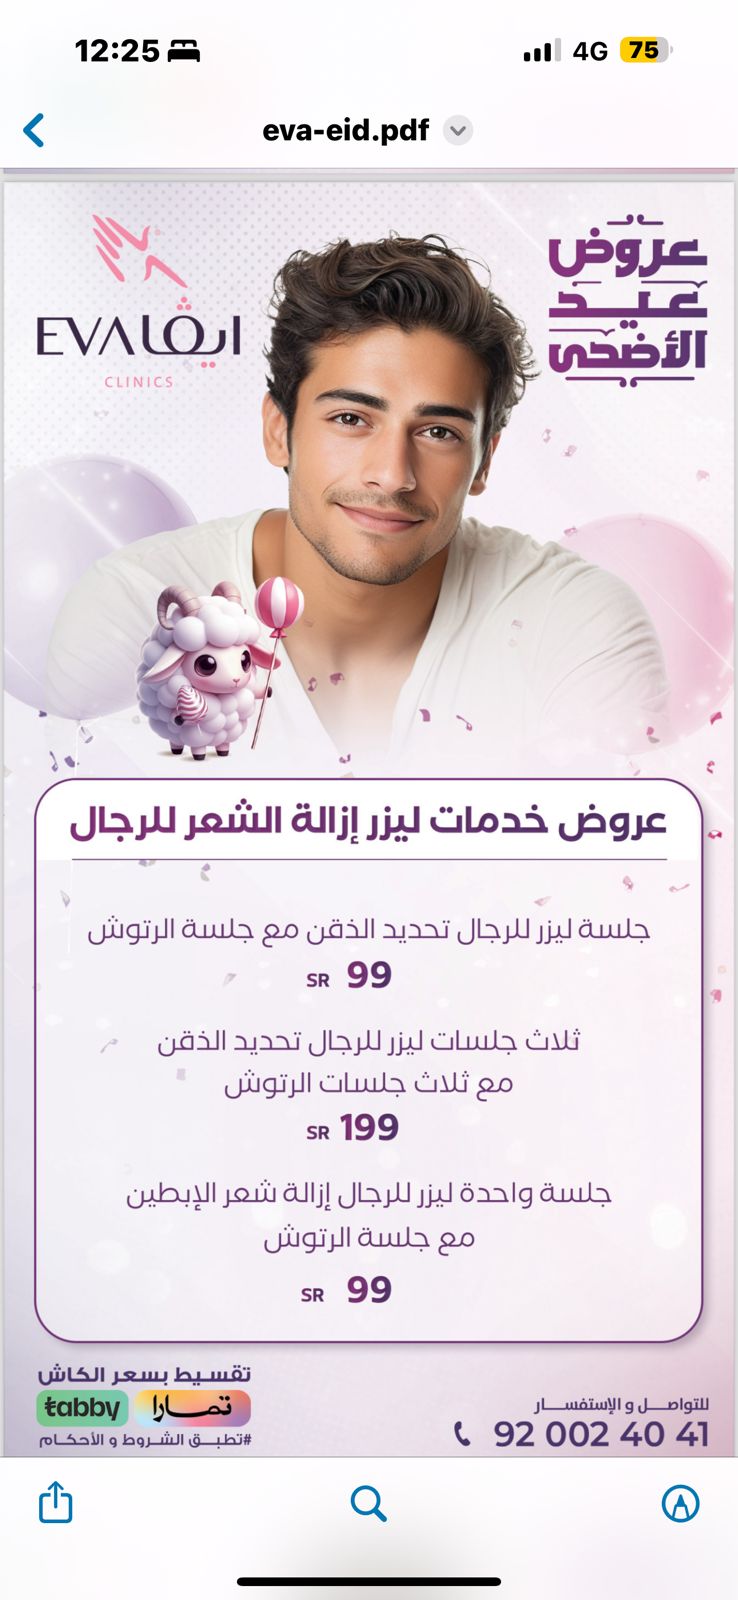 12:25
4G
75
eva-eid.pdf
EVA ايڤا
CLINICS
عروض
عيد
الأضحى
عروض خدمات ليزر إزالة الشعر للرجال
جلسة ليزر للرجال تحديد الذقن مع جلسة الرتوش
SR 99
ثلاث جلسات ليزر للرجال تحديد الذقن
مع ثلاث جلسات الرتوش
SR 199
جلسة واحدة ليزر للرجال إزالة شعر الإبطين
مع جلسة الرتوش
SR 99
تقسيط بسعر الكاش
tabby تمارا
#تطبق الشروط و الأحكام
للتواصل و الإستفسار
92 002 40 41